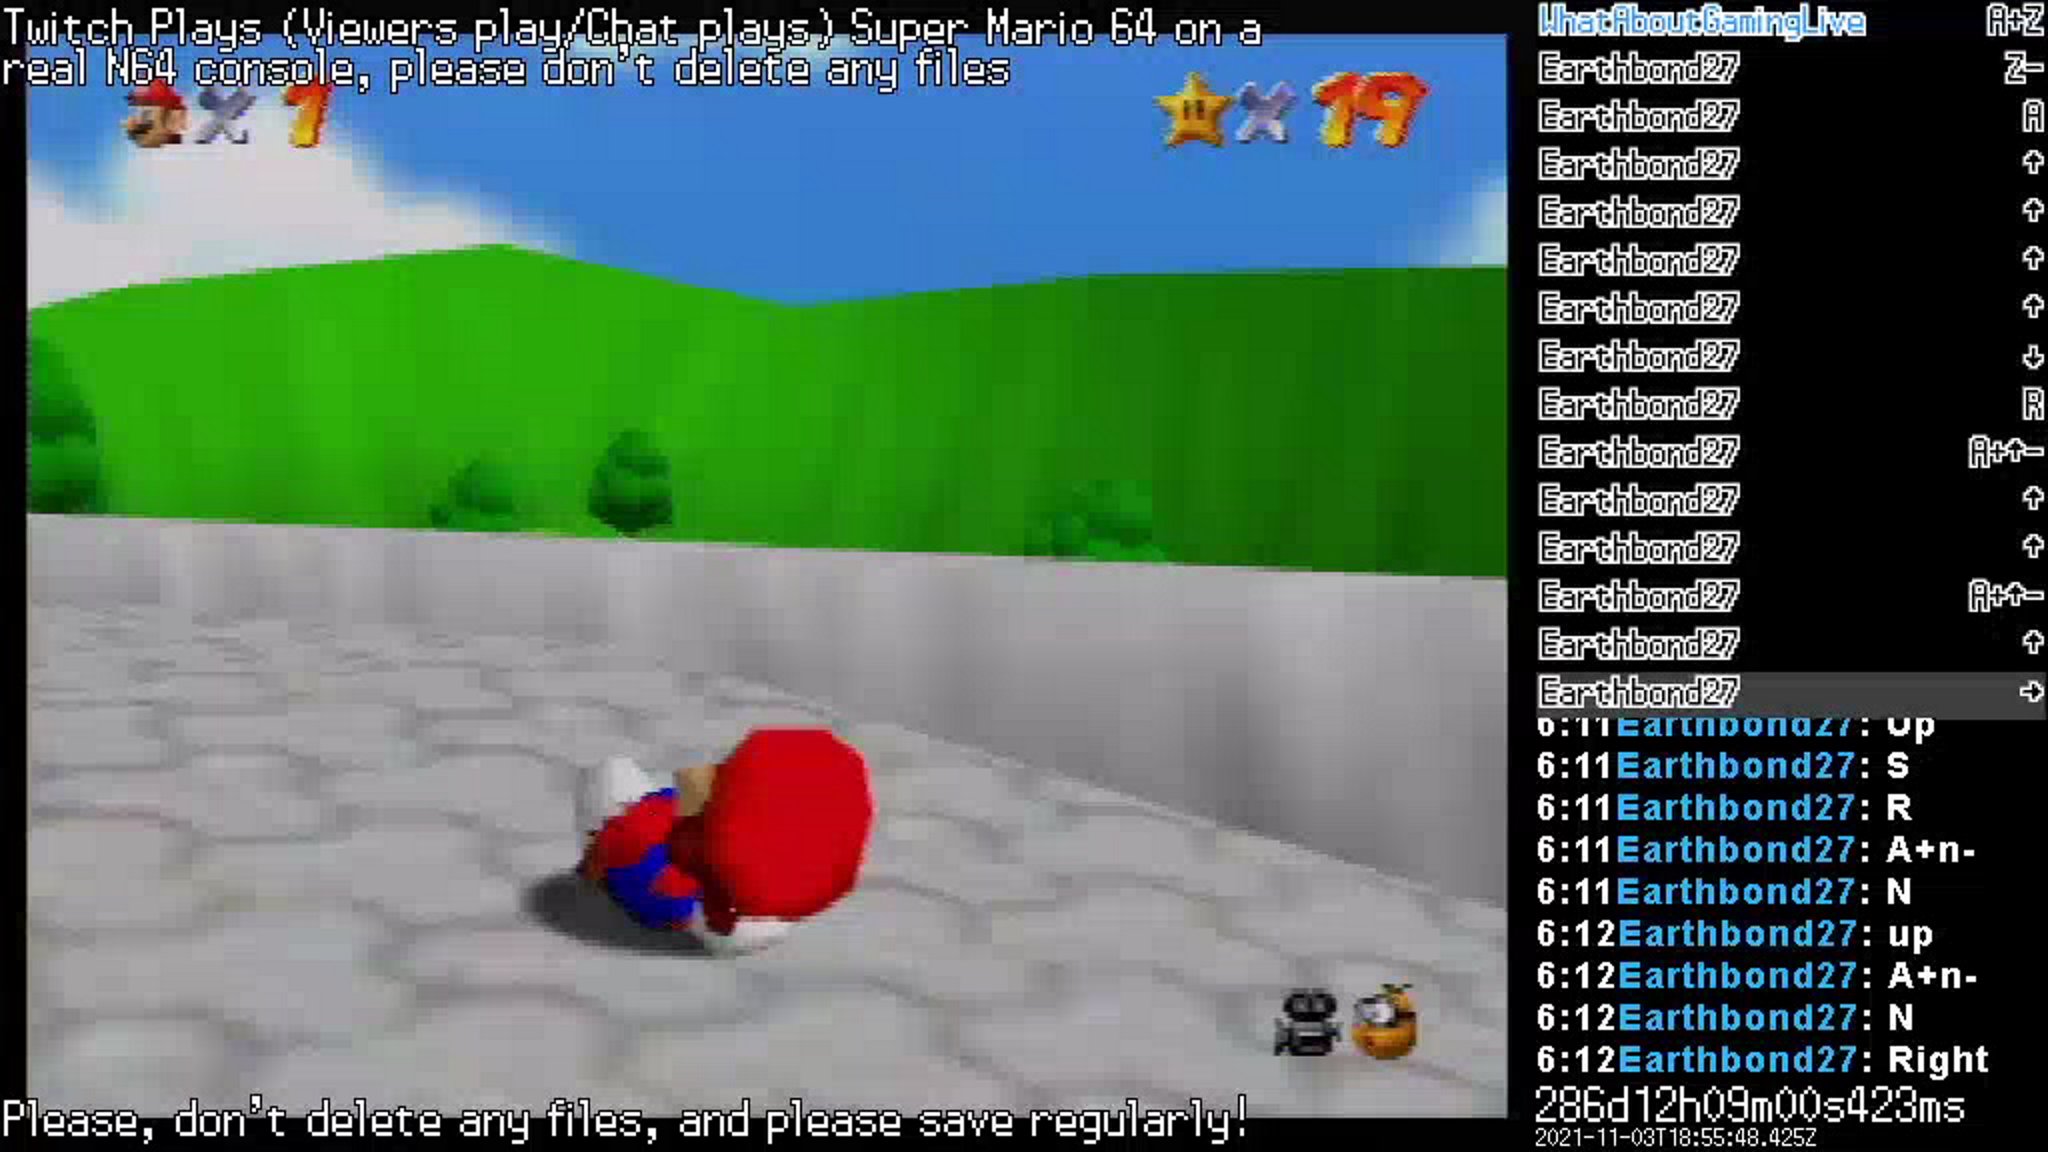 Twitch Plays (Viewers play/Chat plays) Super Mario 64 on a
real N64 console, please don't delete any files
x 1
x 19
WhatAboutGamingLive A+Z
Earthbond27 Z-
Earthbond27 A
Earthbond27 ↑
Earthbond27 ↑
Earthbond27 ↑
Earthbond27 ↑
Earthbond27 ↓
Earthbond27 R
Earthbond27 A+↑-
Earthbond27 ↑
Earthbond27 ↑
Earthbond27 A+↑-
Earthbond27 ↑
Earthbond27 →
6:11Earthbond27: Up
6:11Earthbond27: S
6:11Earthbond27: R
6:11Earthbond27: A+n-
6:11Earthbond27: N
6:12Earthbond27: up
6:12Earthbond27: A+n-
6:12Earthbond27: N
6:12Earthbond27: Right
286d12h09m00s423ms
2021-11-03T18:55:48.425Z
Please, don't delete any files, and please save regularly!